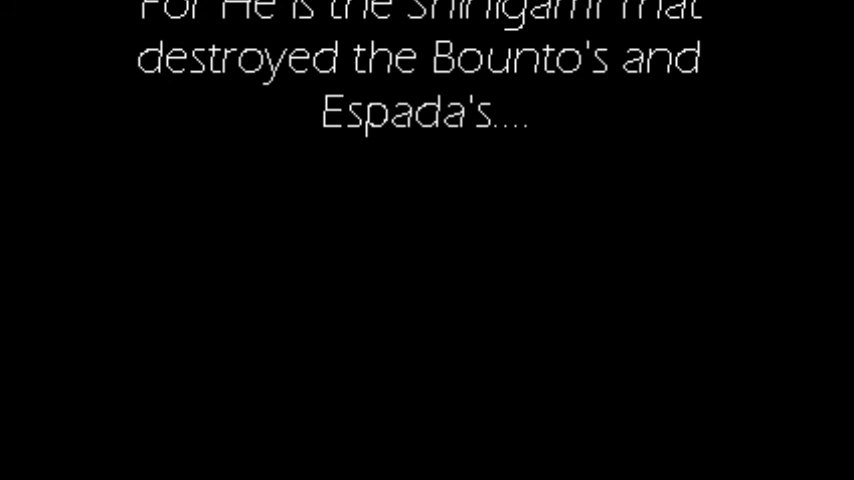 For He is the Shinigami that
destroyed the Bounto's and
Espada's....